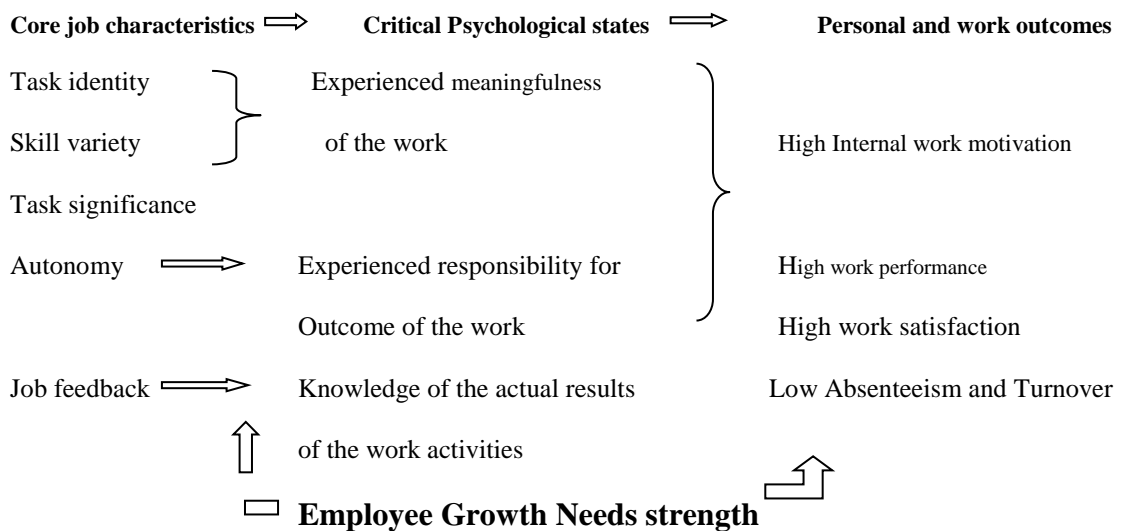 Core job characteristics Critical Psychological states Personal and work outcomes
Task identity Experienced meaningfulness
Skill variety of the work High Internal work motivation
Task significance
Autonomy Experienced responsibility for High work performance
Outcome of the work High work satisfaction
Job feedback Knowledge of the actual results Low Absenteeism and Turnover
of the work activities
Employee Growth Needs strength